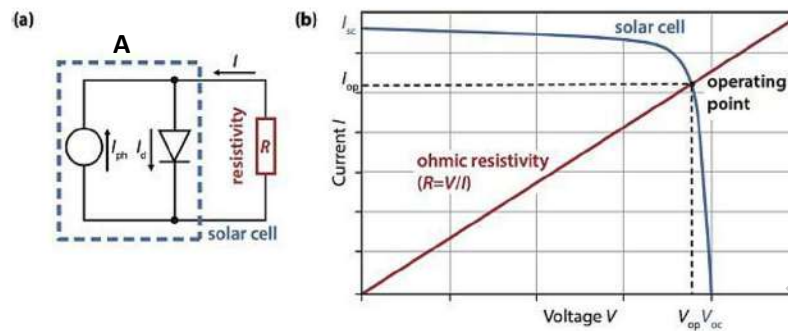 (a)
A
I
I_ph
I_d
R
resistivity
solar cell
(b)
I_sc
solar cell
I_op
operating
point
ohmic resistivity
(R=V/I)
Current I
Voltage V
V_op
V_oc